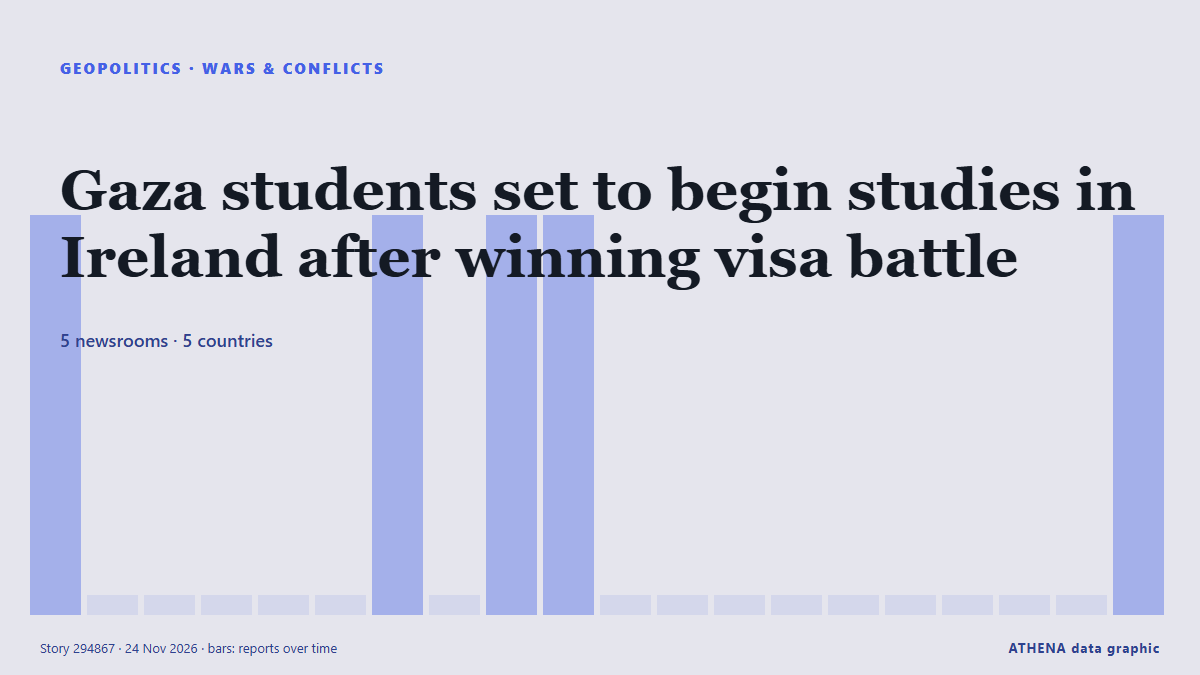 GEOPOLITICS · WARS & CONFLICTS
Gaza students set to begin studies in
Ireland after winning visa battle
5 newsrooms · 5 countries
Story 294867 · 24 Nov 2026 · bars: reports over time
ATHENA data graphic